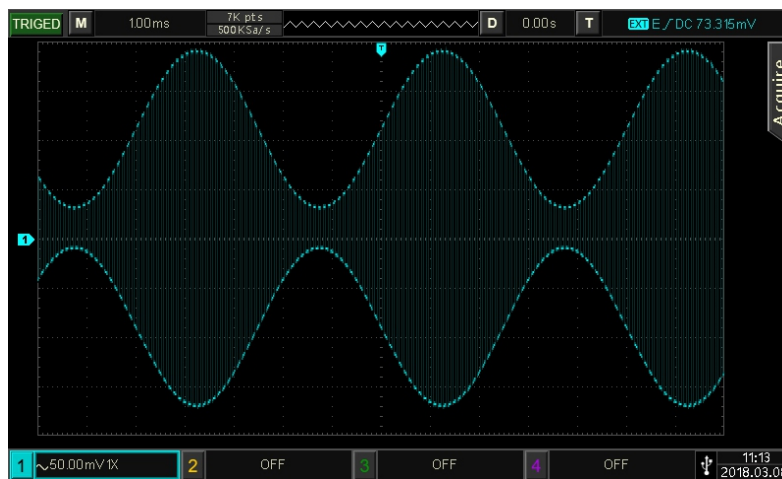 TRIGED M 1.00ms 7K pts D 0.00s T EXT E DC 73.315mV
500KSa/s
T
Acquire
1
1 50.00mV 1X 2 OFF 3 OFF 4 OFF 11:13
2018.03.08